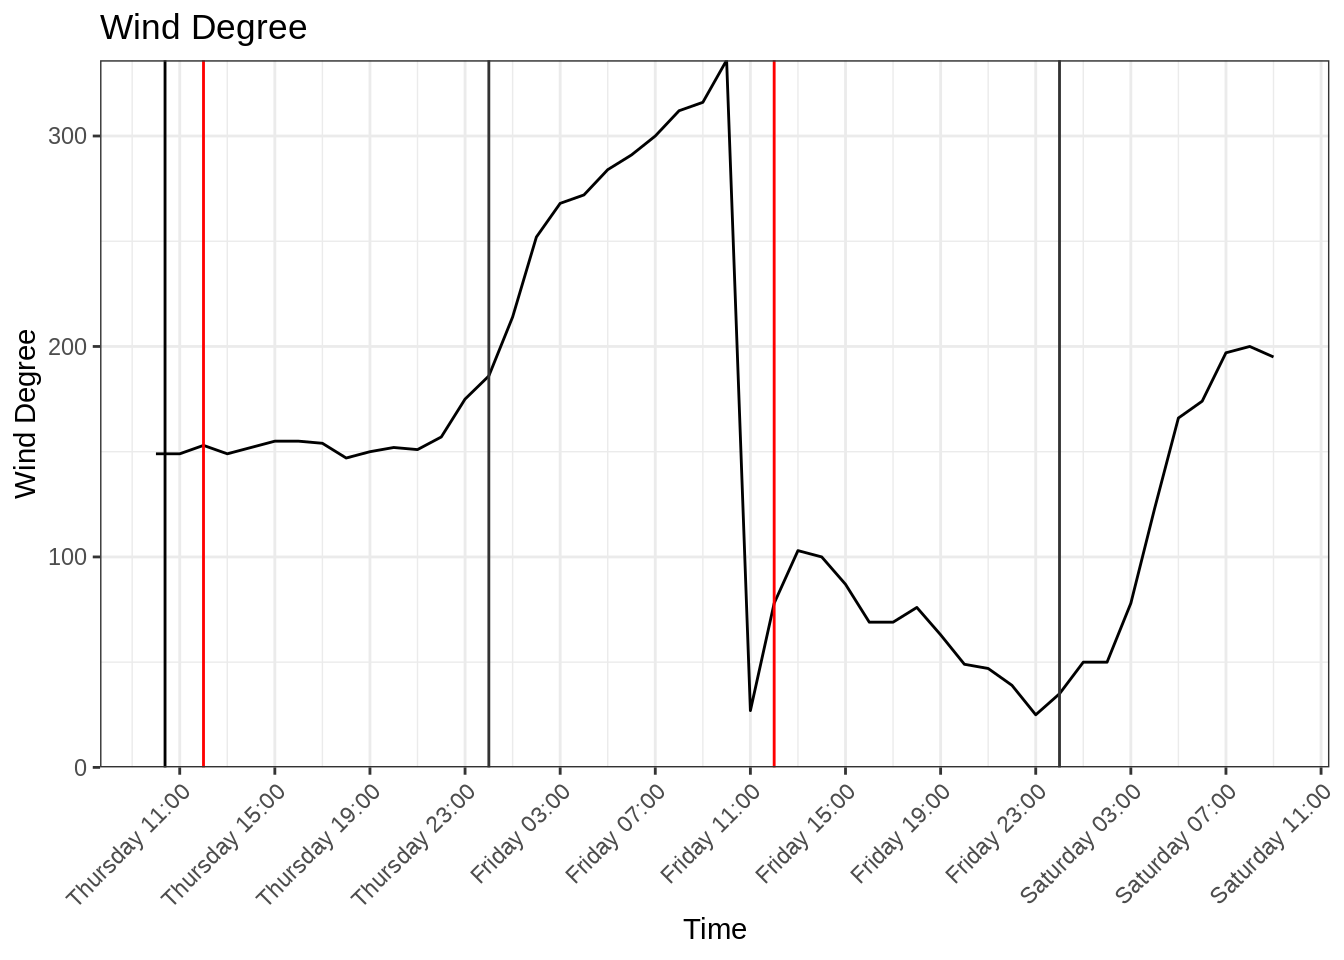 Wind Degree
Wind Degree
300
200
100
0
Thursday 11:00
Thursday 15:00
Thursday 19:00
Thursday 23:00
Friday 03:00
Friday 07:00
Friday 11:00
Friday 15:00
Friday 19:00
Friday 23:00
Saturday 03:00
Saturday 07:00
Saturday 11:00
Time